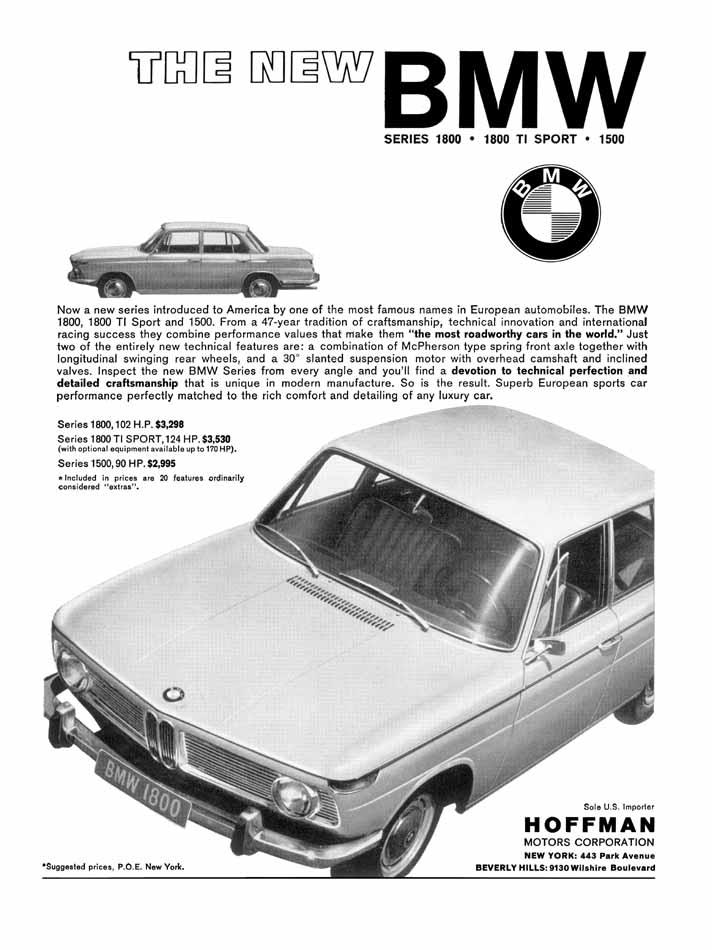 THE NEW BMW
SERIES 1800 • 1800 TI SPORT • 1500
BMW
Now a new series introduced to America by one of the most famous names in European automobiles. The BMW
1800, 1800 TI Sport and 1500. From a 47-year tradition of craftsmanship, technical innovation and international
racing success they combine performance values that make them "the most roadworthy cars in the world." Just
two of the entirely new technical features are: a combination of McPherson type spring front axle together with
longitudinal swinging rear wheels, and a 30° slanted suspension motor with overhead camshaft and inclined
valves. Inspect the new BMW Series from every angle and you'll find a devotion to technical perfection and
detailed craftsmanship that is unique in modern manufacture. So is the result. Superb European sports car
performance perfectly matched to the rich comfort and detailing of any luxury car.
Series 1800, 102 H.P. $3,298
Series 1800 TI SPORT, 124 HP. $3,530
(with optional equipment available up to 170 HP).
Series 1500, 90 HP. $2,995
*Included in prices are 20 features ordinarily
considered "extras".
BMW 1800
Sole U.S. Importer
HOFFMAN
MOTORS CORPORATION
NEW YORK: 443 Park Avenue
BEVERLY HILLS: 9130 Wilshire Boulevard
*Suggested prices, P.O.E. New York.